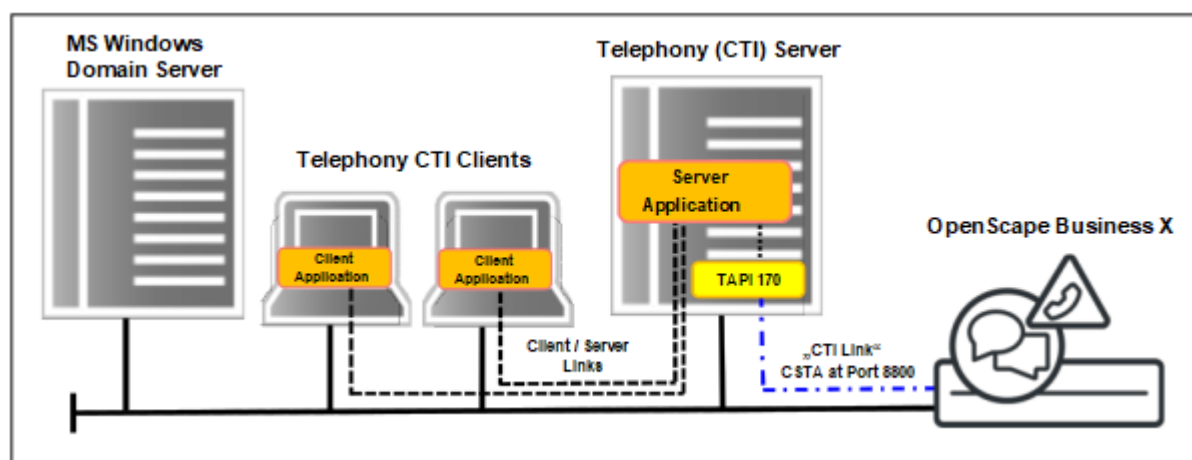 MS Windows
Domain Server
Telephony (CTI) Server
Telephony CTI Clients
Server
Application
OpenScape Business X
Client
Application
Client
Application
TAPI 170
Client / Server
Links
„CTI Link“
CSTA at Port 8800